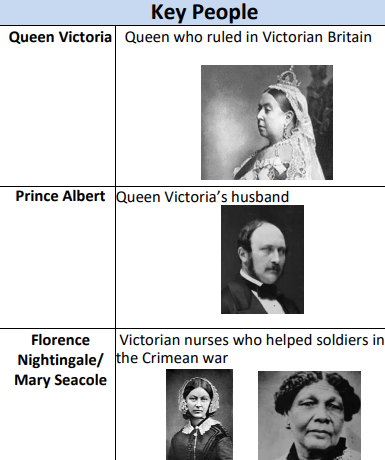 Key People
Queen Victoria
Queen who ruled in Victorian Britain
Prince Albert
Queen Victoria’s husband
Florence
Nightingale/
Mary Seacole
Victorian nurses who helped soldiers in
the Crimean war